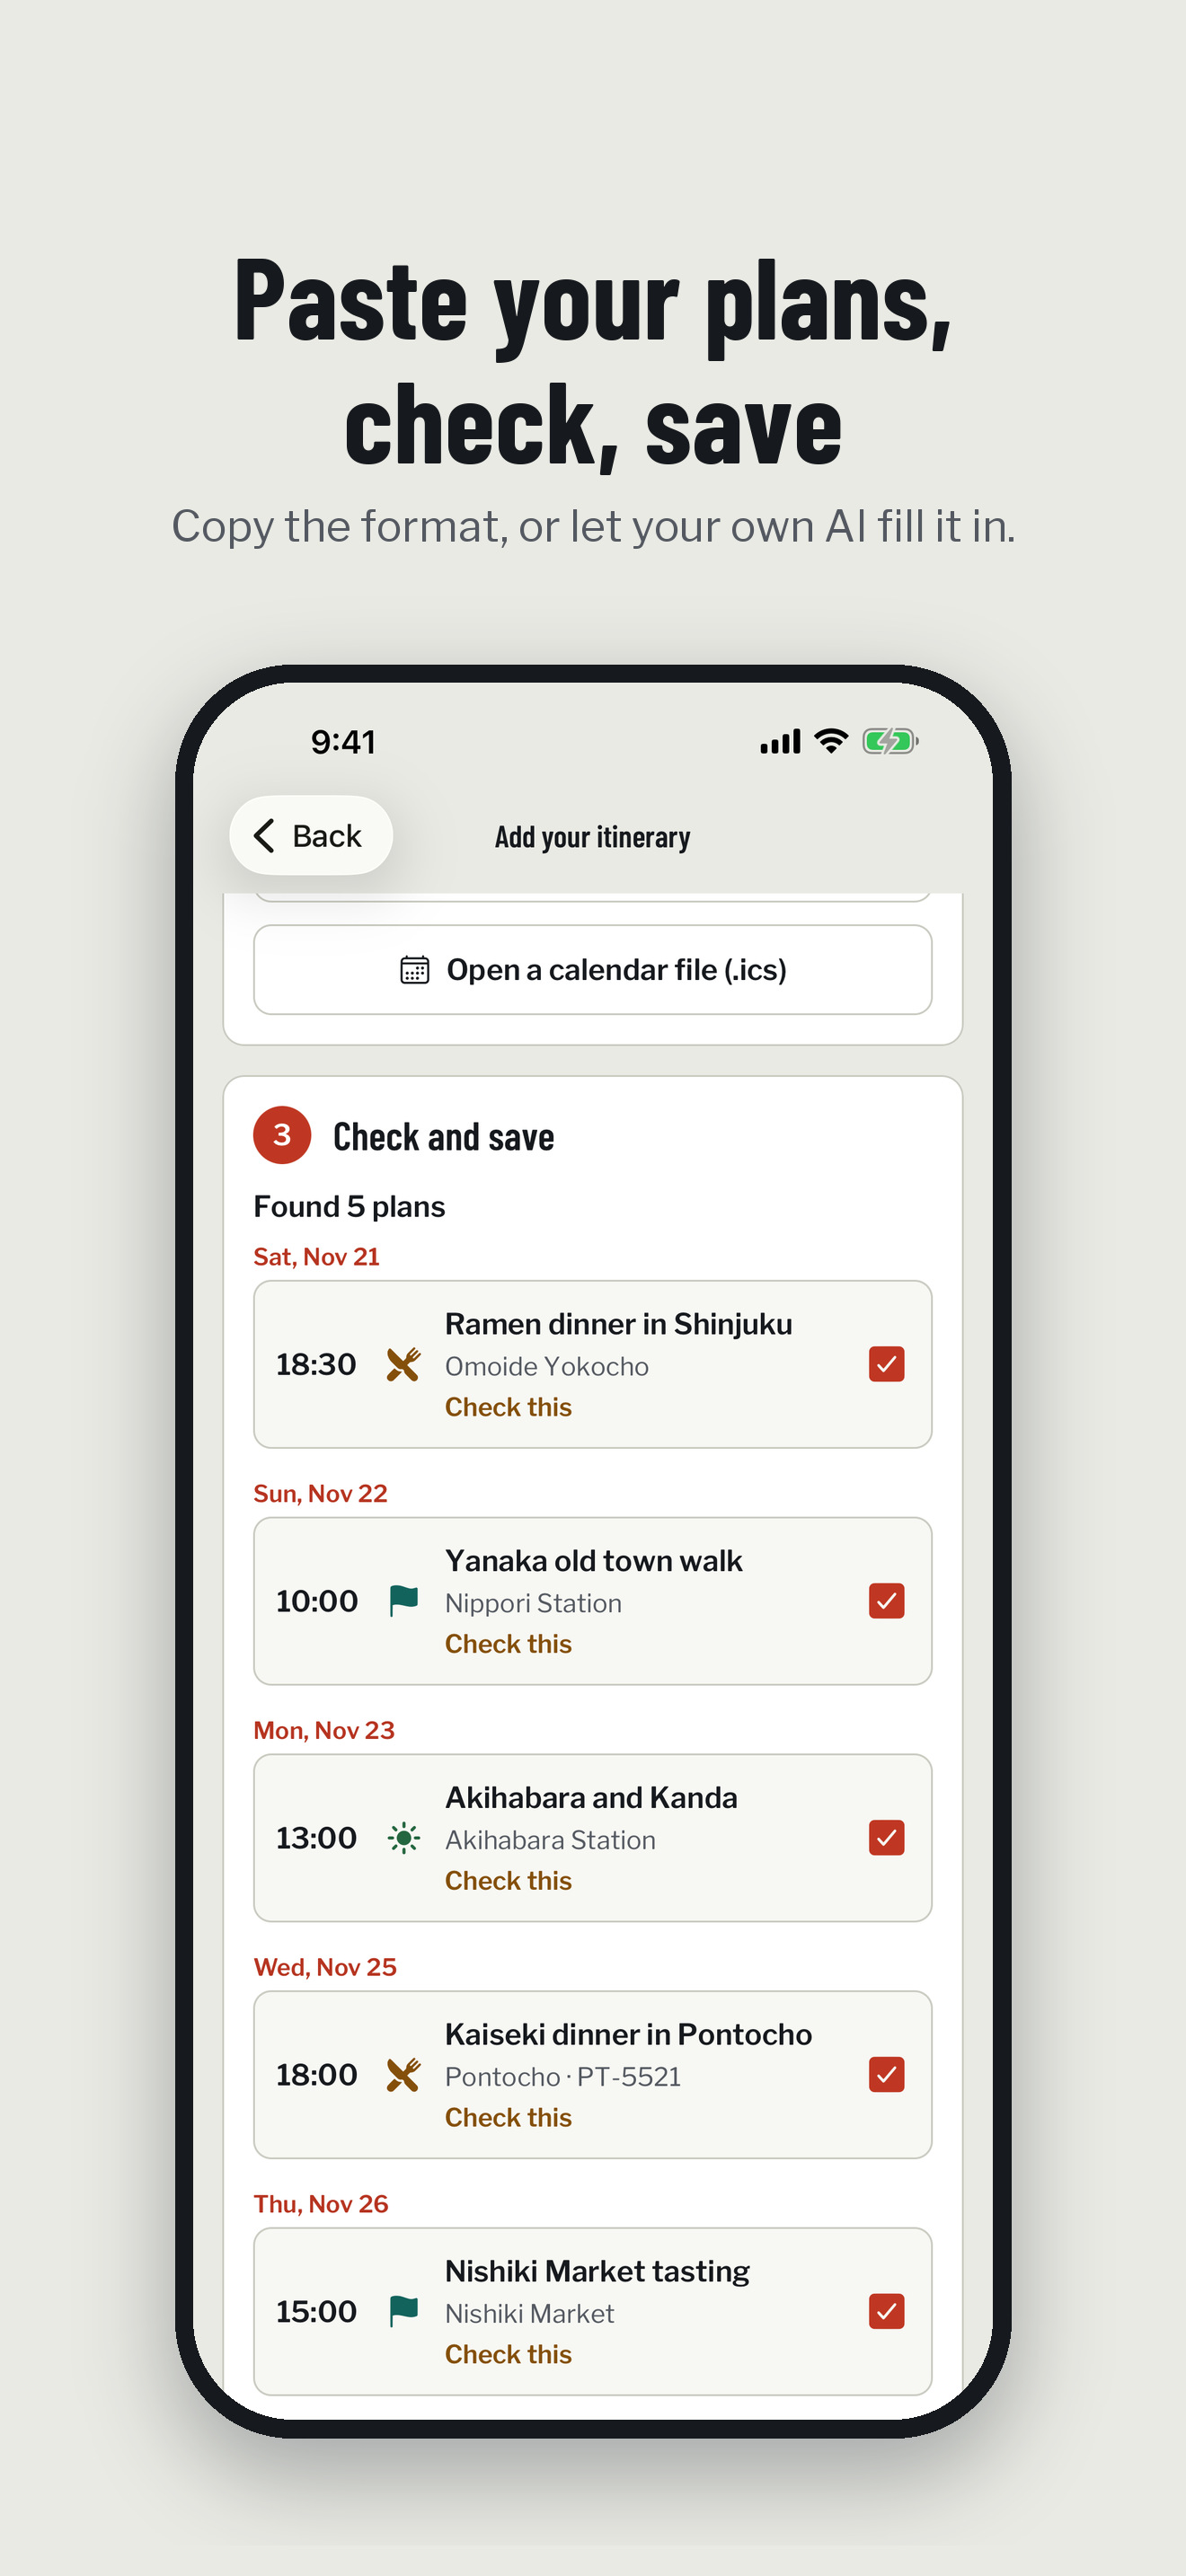 Paste your plans,
check, save
Copy the format, or let your own AI fill it in.
9:41
Back
Add your itinerary
Open a calendar file (.ics)
3
Check and save
Found 5 plans
Sat, Nov 21
18:30
Ramen dinner in Shinjuku
Omoide Yokocho
Check this
Sun, Nov 22
10:00
Yanaka old town walk
Nippori Station
Check this
Mon, Nov 23
13:00
Akihabara and Kanda
Akihabara Station
Check this
Wed, Nov 25
18:00
Kaiseki dinner in Pontocho
Pontocho · PT-5521
Check this
Thu, Nov 26
15:00
Nishiki Market tasting
Nishiki Market
Check this